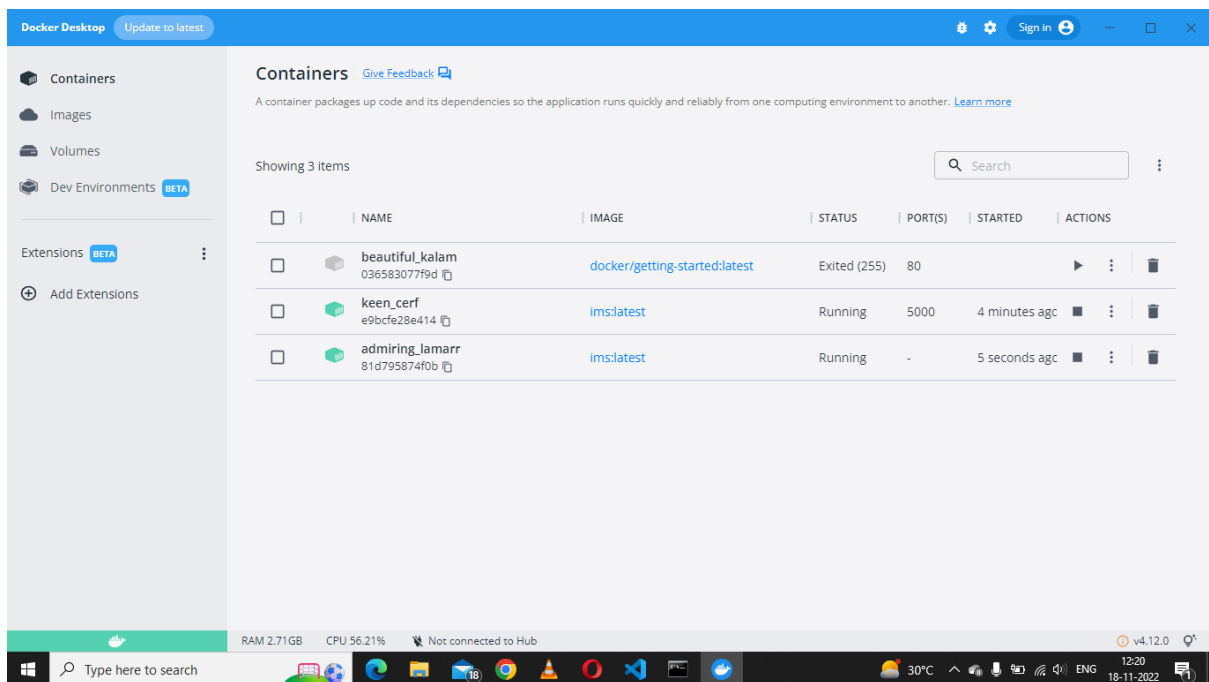 Docker Desktop Update to latest Sign in
Containers
Images
Volumes
Dev Environments BETA
Extensions BETA
Add Extensions
Containers Give Feedback
A container packages up code and its dependencies so the application runs quickly and reliably from one computing environment to another. Learn more
Showing 3 items Search
NAME IMAGE STATUS PORT(S) STARTED ACTIONS
beautiful_kalam
036583077f9d docker/getting-started:latest Exited (255) 80
keen_cerf
e9bcfe28e414 ims:latest Running 5000 4 minutes agc
admiring_lamarr
81d795874f0b ims:latest Running - 5 seconds agc
RAM 2.71GB CPU 56.21% Not connected to Hub v4.12.0
Type here to search 18 30°C ENG 12:20
18-11-2022 1